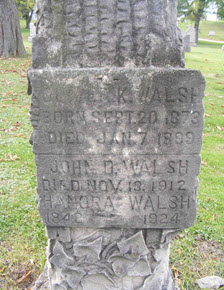 K. WALSH
BORN SEPT. 20 1873
DIED JAN. 7 1899
JOHN D. WALSH
DIED NOV. 19. 1912
HANORA WALSH
1842 1924